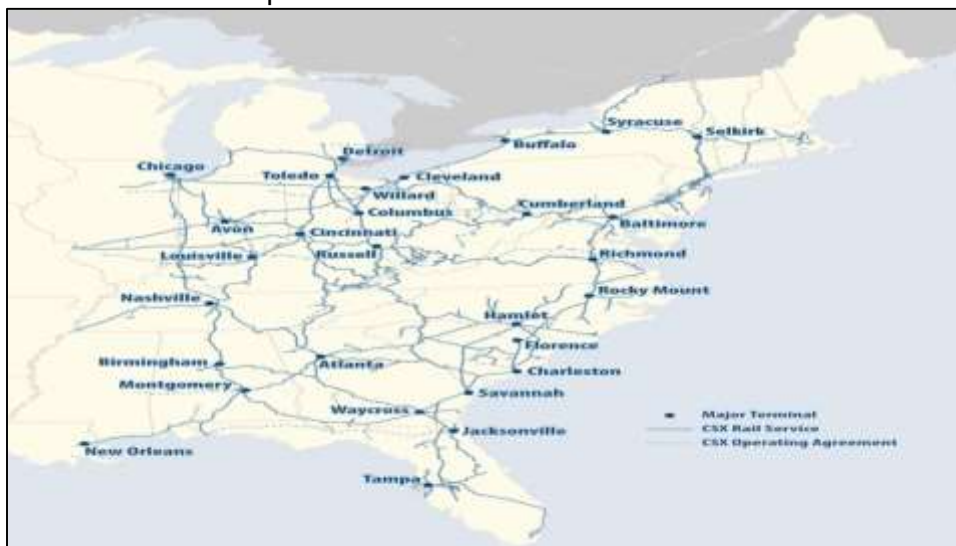 Syracuse
Selkirk
Buffalo
Detroit
Chicago
Toledo
Cleveland
Willard
Columbus
Cumberland
Baltimore
Avon
Cincinnati
Louisville
Russell
Richmond
Nashville
Rocky Mount
Hamlet
Florence
Birmingham
Atlanta
Charleston
Montgomery
Savannah
Waycross
Jacksonville
New Orleans
Tampa
Major Terminal
CSX Rail Service
CSX Operating Agreement